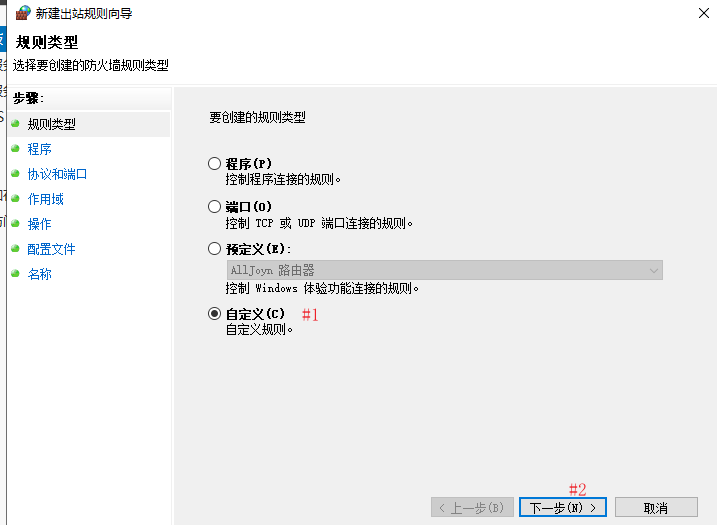 新建出站规则向导
规则类型
选择要创建的防火墙规则类型
步骤:
规则类型
程序
协议和端口
作用域
操作
配置文件
名称
要创建的规则类型
程序(P)
控制程序连接的规则。
端口(O)
控制 TCP 或 UDP 端口连接的规则。
预定义(E):
AllJoyn 路由器
控制 Windows 体验功能连接的规则。
自定义(C) #1
自定义规则。
#2
< 上一步(B) 下一步(N) > 取消